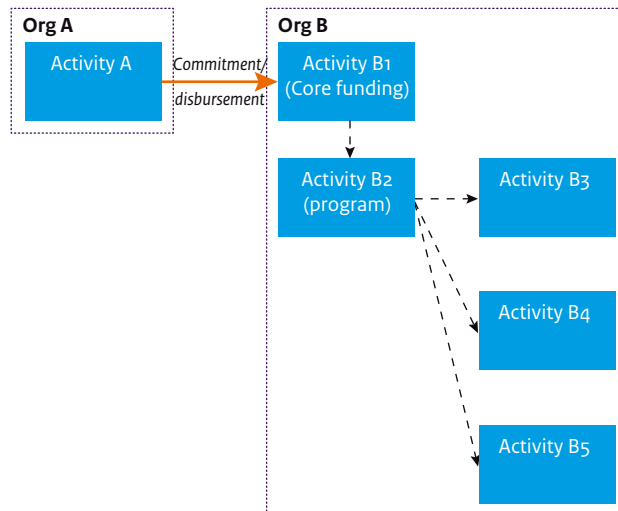 Org A
Org B
Activity A
Commitment/
disbursement
Activity B1
(Core funding)
Activity B2
(program)
Activity B3
Activity B4
Activity B5